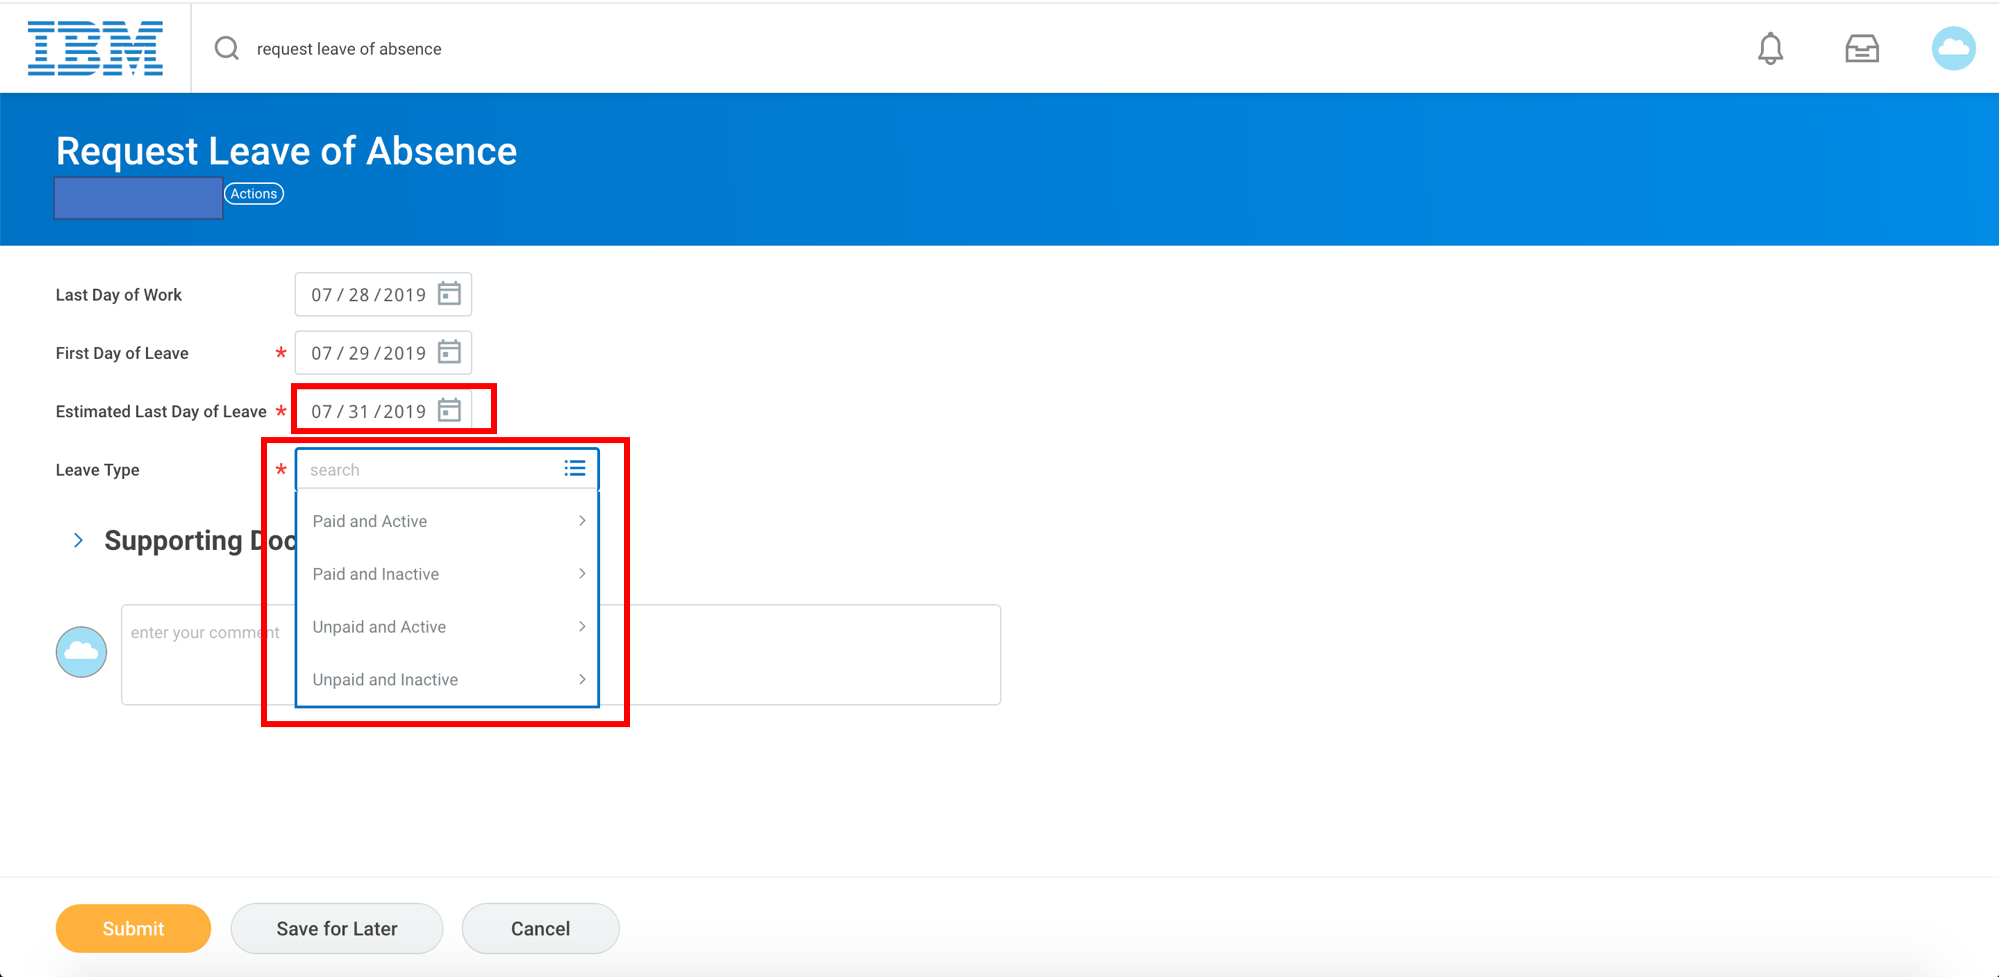 IBM
request leave of absence
Request Leave of Absence
Actions
Last Day of Work
07 / 28 / 2019
First Day of Leave
*
07 / 29 / 2019
Estimated Last Day of Leave
*
07 / 31 / 2019
Leave Type
*
search
Paid and Active
Paid and Inactive
Unpaid and Active
Unpaid and Inactive
Supporting Doc
enter your comment
Submit
Save for Later
Cancel